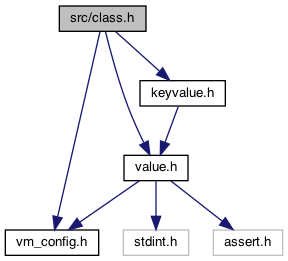 src/class.h
keyvalue.h
value.h
vm_config.h
stdint.h
assert.h